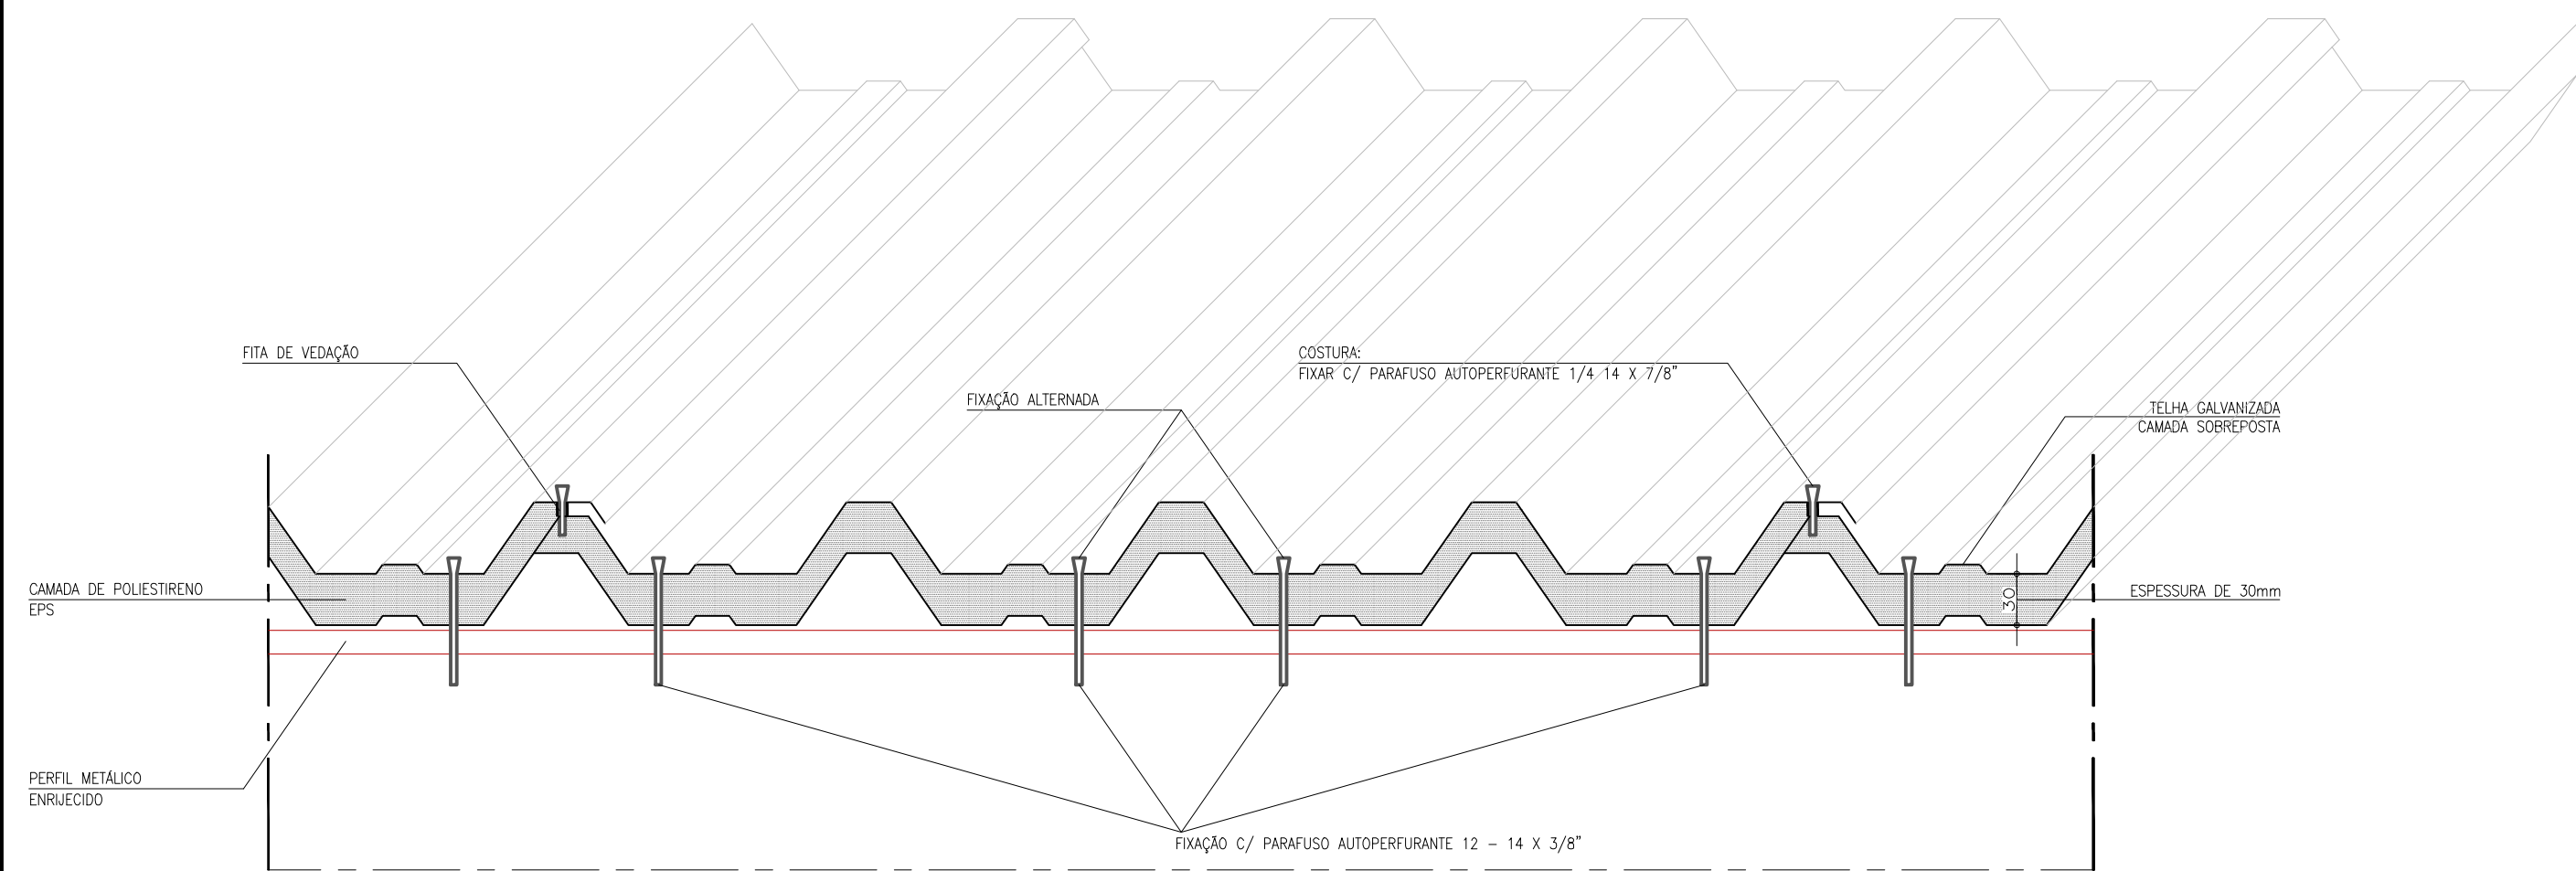 FITA DE VEDAÇÃO
COSTURA:
FIXAR C/ PARAFUSO AUTOPERFURANTE 1/4 14 X 7/8"
FIXAÇÃO ALTERNADA
TELHA GALVANIZADA
CAMADA SOBREPOSTA
CAMADA DE POLIESTIRENO
EPS
30
ESPESSURA DE 30mm
PERFIL METÁLICO
ENRIJECIDO
FIXAÇÃO C/ PARAFUSO AUTOPERFURANTE 12 – 14 X 3/8"